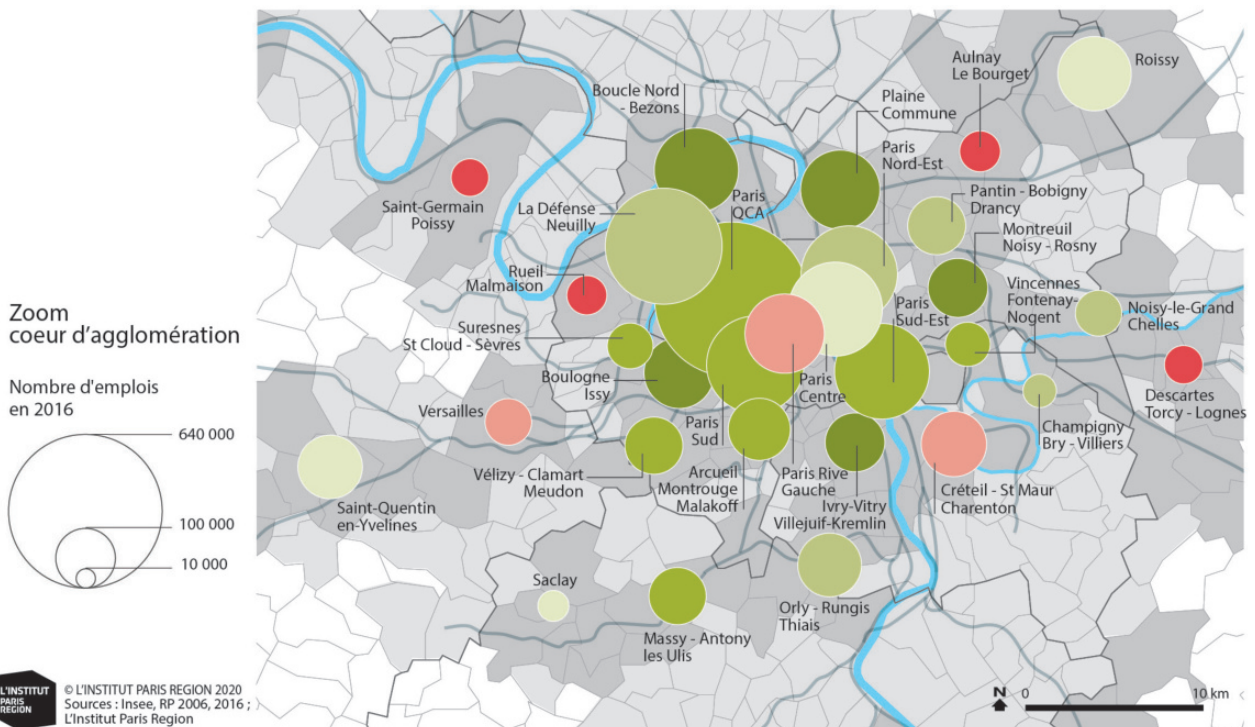 Zoom
coeur d'agglomération
Nombre d'emplois
en 2016
640 000
100 000
10 000
Boucle Nord
- Bezons
Aulnay
Le Bourget
Roissy
Plaine
Commune
Paris
Nord-Est
Saint-Germain
Poissy
La Défense
Neuilly
Paris
QCA
Pantin - Bobigny
Drancy
Montreuil
Noisy - Rosny
Rueil
Malmaison
Vincennes
Fontenay-
Nogent
Noisy-le-Grand
Chelles
Suresnes
St Cloud - Sèvres
Paris
Sud-Est
Boulogne
Issy
Paris
Centre
Descartes
Torcy - Lognes
Versailles
Paris
Sud
Champigny
Bry - Villiers
Vélizy - Clamart
Meudon
Arcueil
Montrouge
Malakoff
Paris Rive
Gauche
Ivry-Vitry
Villejuif-Kremlin
Créteil - St Maur
Charenton
Saint-Quentin
en-Yvelines
Saclay
Massy - Antony
les Ulis
Orly - Rungis
Thiais
L'INSTITUT
PARIS
REGION
© L'INSTITUT PARIS REGION 2020
Sources : Insee, RP 2006, 2016 ;
L'Institut Paris Region
N
0
10 km